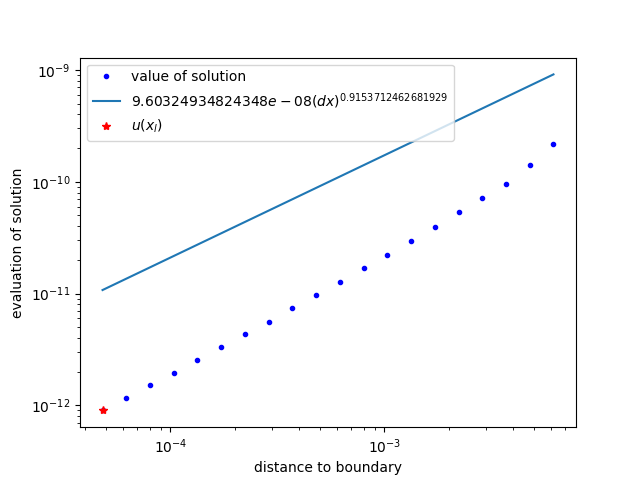 value of solution
9.60324934824348e − 08(dx)^0.9153712462681929
u(x_l)
10^−9
10^−10
10^−11
10^−12
evaluation of solution
10^−4
10^−3
distance to boundary